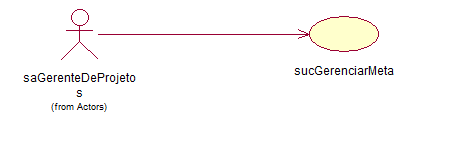 saGerenteDeProjeto
s
(from Actors)
sucGerenciarMeta